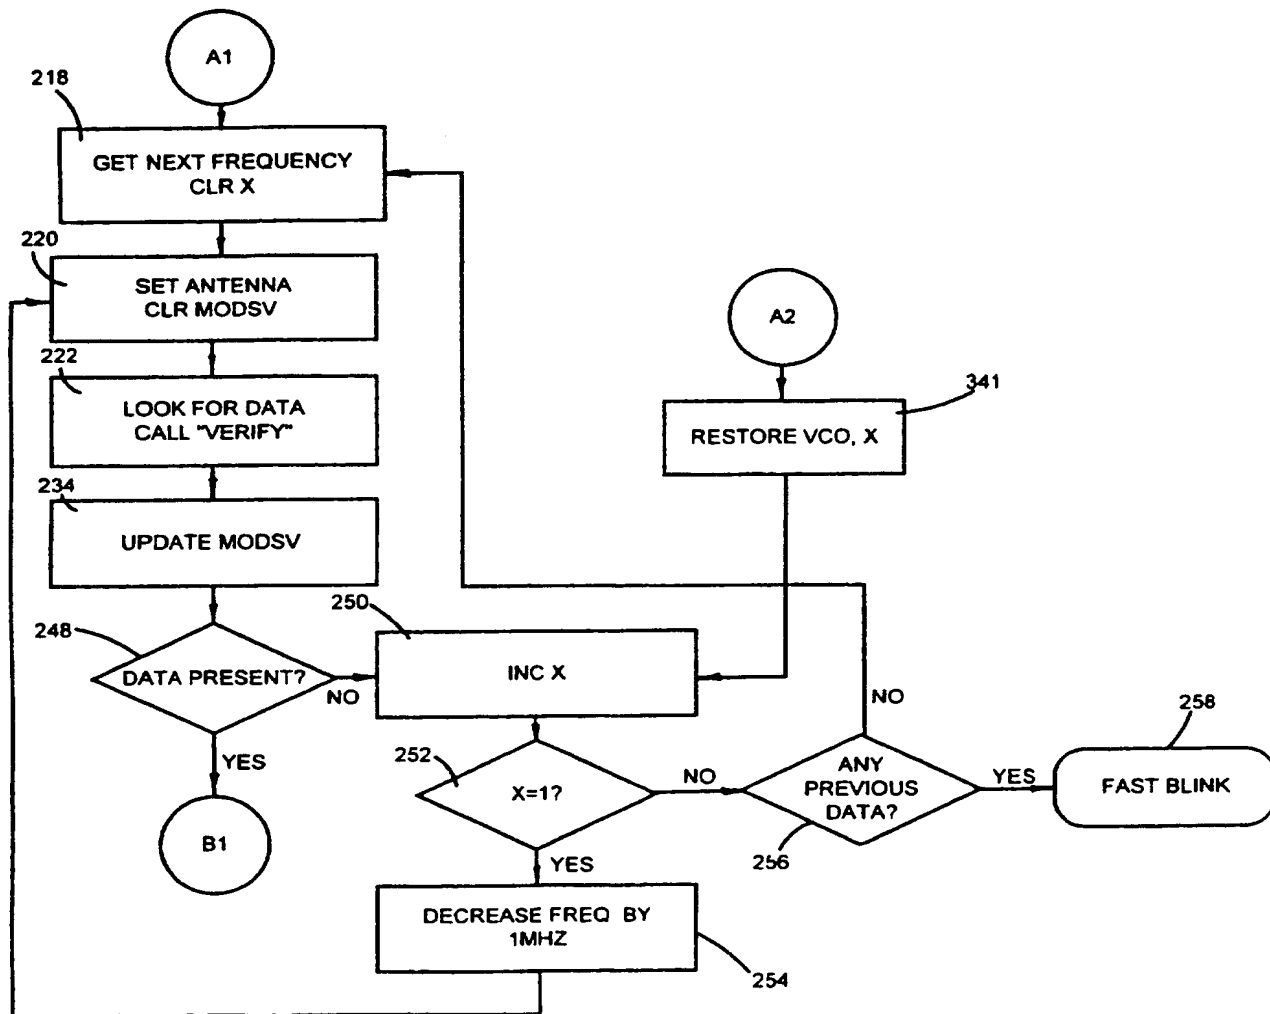 A1
218
GET NEXT FREQUENCY
CLR X
220
SET ANTENNA
CLR MODSV
A2
222
LOOK FOR DATA
CALL "VERIFY"
341
RESTORE VCO, X
234
UPDATE MODSV
250
248
DATA PRESENT?
NO
INC X
NO
258
YES
252
X=1?
NO
ANY
PREVIOUS
DATA?
YES
FAST BLINK
B1
256
YES
DECREASE FREQ BY
1MHZ
254